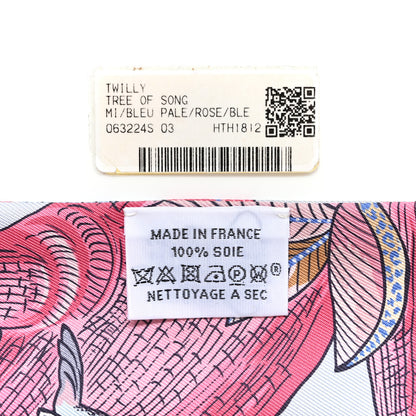 TWILLY
TREE OF SONG
MI/BLEU PALE/ROSE/BLE
063224S 03 HTH1812
MADE IN FRANCE
100% SOIE
P
®
NETTOYAGE A SEC